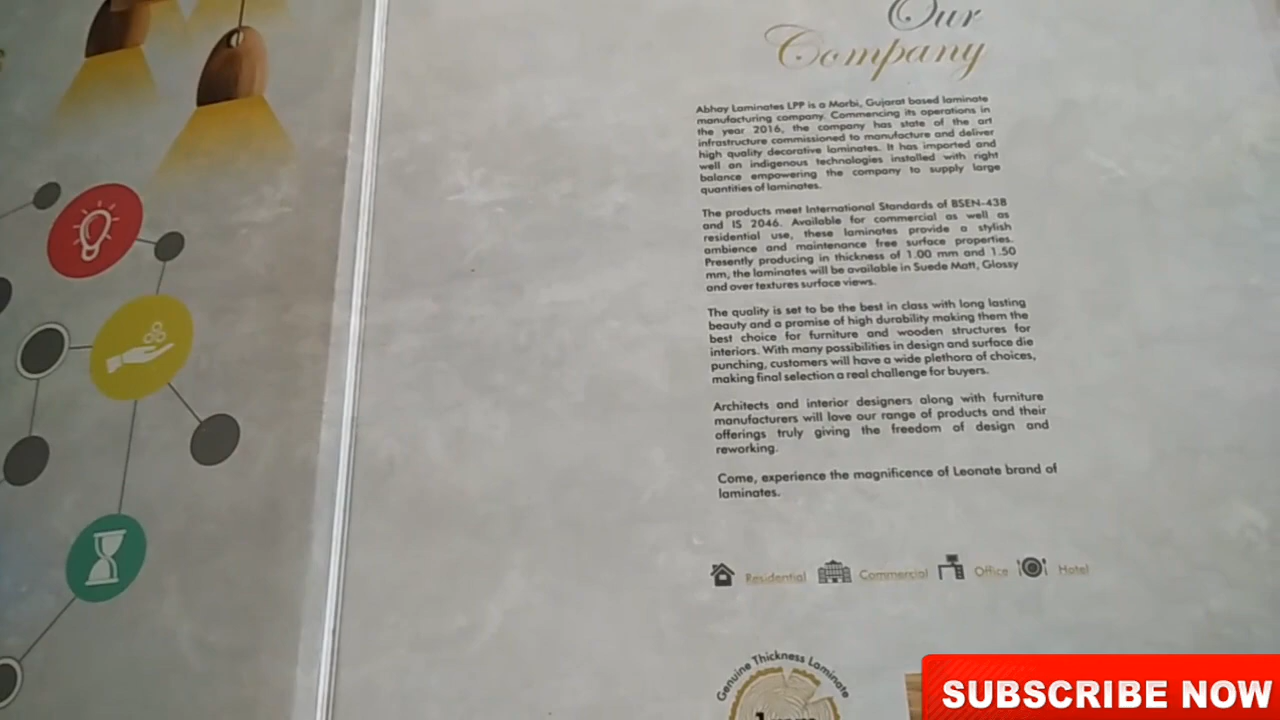 Our
Company
Abhay Laminates LPP is a Morbi, Gujarat based laminate
manufacturing company. Commencing its operations in
the year 2016, the company has state of the art
infrastructure commissioned to manufacture and deliver
high quality decorative laminates. It has imported and
well an indigenous technologies installed with right
balance empowering the company to supply large
quantities of laminates.
The products meet International Standards of BSEN-438
and IS 2046. Available for commercial as well as
residential use, these laminates provide a stylish
ambience and maintenance free surface properties.
Presently producing in thickness of 1.00 mm and 1.50
mm, the laminates will be available in Suede Matt, Glossy
and over textures surface views.
The quality is set to be the best in class with long lasting
beauty and a promise of high durability making them the
best choice for furniture and wooden structures for
interiors. With many possibilities in design and surface die
punching, customers will have a wide plethora of choices,
making final selection a real challenge for buyers.
Architects and interior designers along with furniture
manufacturers will love our range of products and their
offerings truly giving the freedom of design and
reworking.
Come, experience the magnificence of Leonate brand of
laminates.
Residential Commercial Office Hotel
Genuine Thickness Laminate
SUBSCRIBE NOW